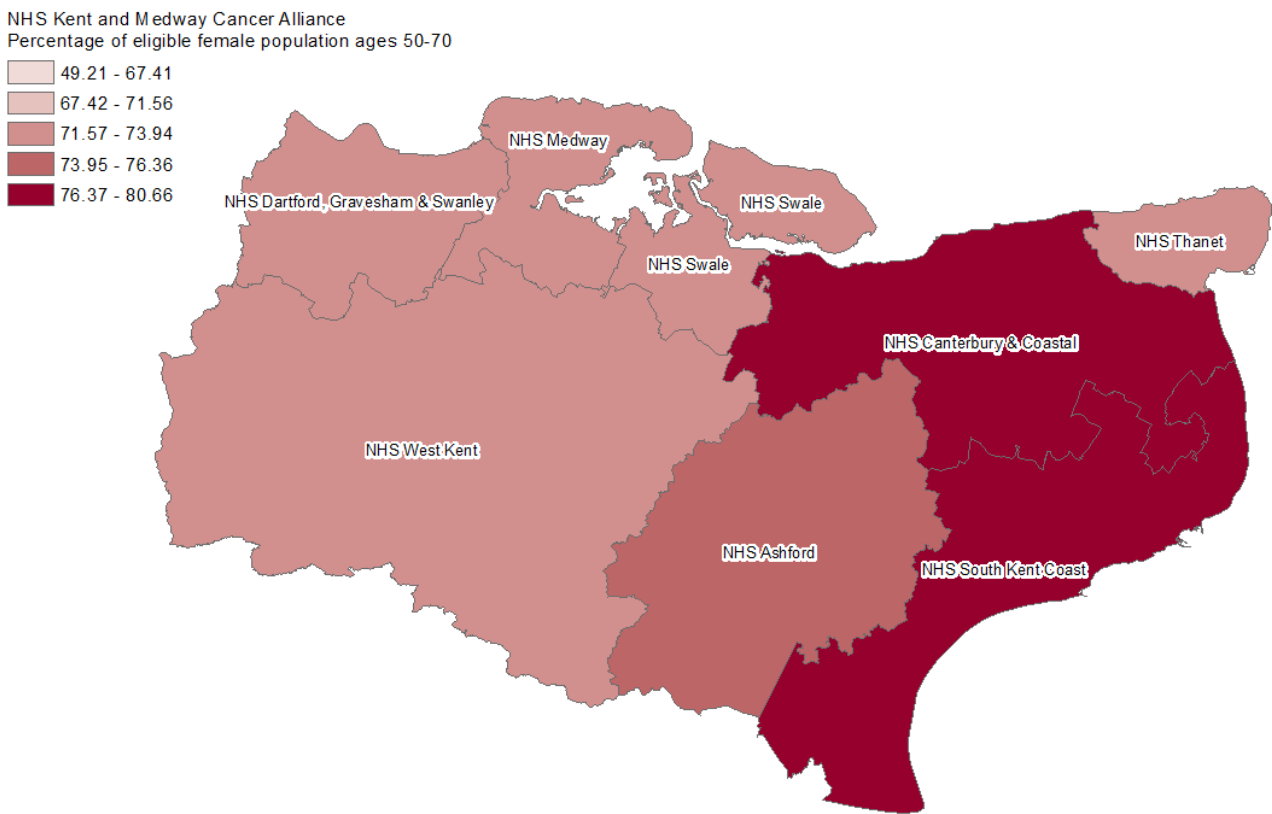 NHS Kent and Medway Cancer Alliance
Percentage of eligible female population ages 50-70
49.21 - 67.41
67.42 - 71.56
71.57 - 73.94
73.95 - 76.36
76.37 - 80.66
NHS Medway
NHS Dartford, Gravesham & Swanley
NHS Swale
NHS Thanet
NHS Swale
NHS Canterbury & Coastal
NHS West Kent
NHS Ashford
NHS South Kent Coast